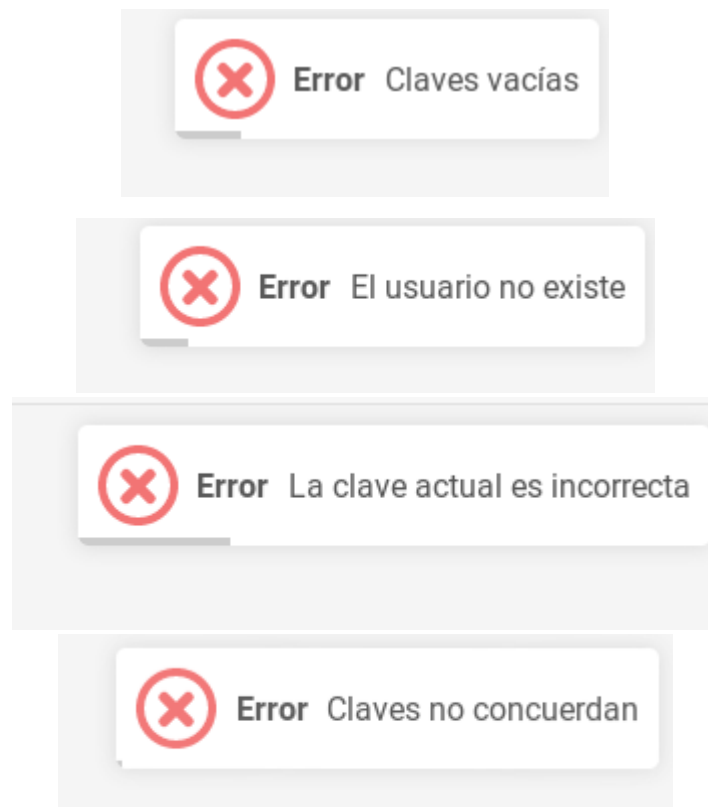 Error Claves vacías
Error El usuario no existe
Error La clave actual es incorrecta
Error Claves no concuerdan